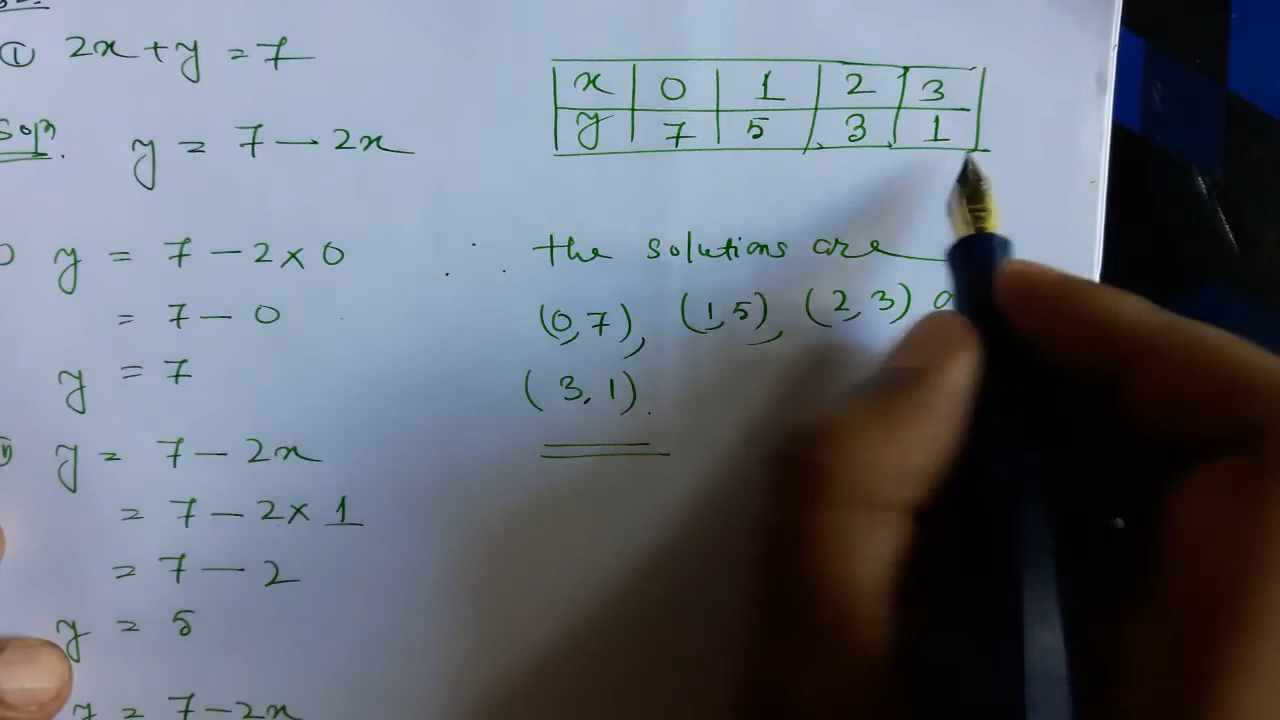 ① 2x + y = 7
Soln. y = 7 - 2x
y = 7 - 2 × 0
= 7 - 0
y = 7
y = 7 - 2x
= 7 - 2 × 1
= 7 - 2
y = 5
y = 7 - 2x
x 0 1 2 3
y 7 5 3 1
the solutions are
(0,7), (1,5), (2,3)
(3,1).